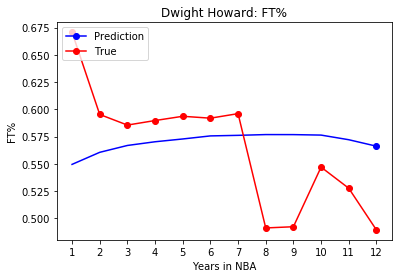 Dwight Howard: FT%
Prediction
True
FT%
0.675
0.650
0.625
0.600
0.575
0.550
0.525
0.500
1 2 3 4 5 6 7 8 9 10 11 12
Years in NBA